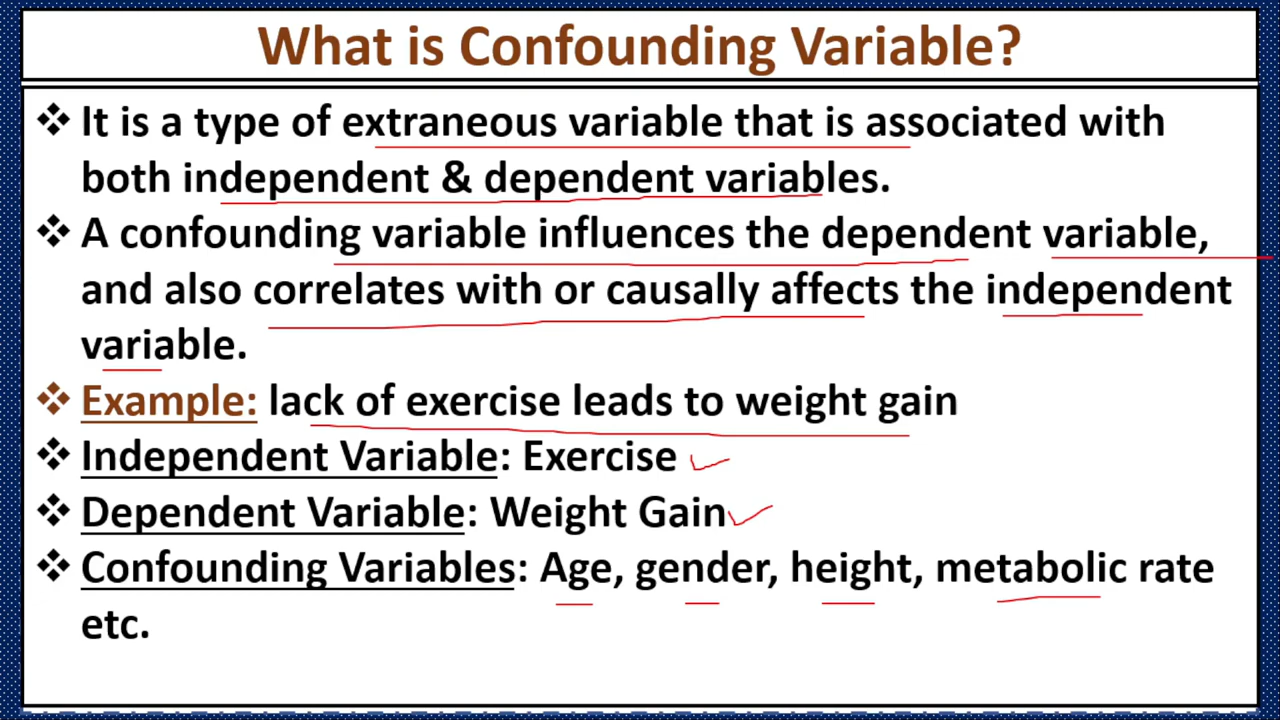 What is Confounding Variable?
❖ It is a type of extraneous variable that is associated with
both independent & dependent variables.
❖ A confounding variable influences the dependent variable,
and also correlates with or causally affects the independent
variable.
❖ Example: lack of exercise leads to weight gain
❖ Independent Variable: Exercise
❖ Dependent Variable: Weight Gain
❖ Confounding Variables: Age, gender, height, metabolic rate
etc.